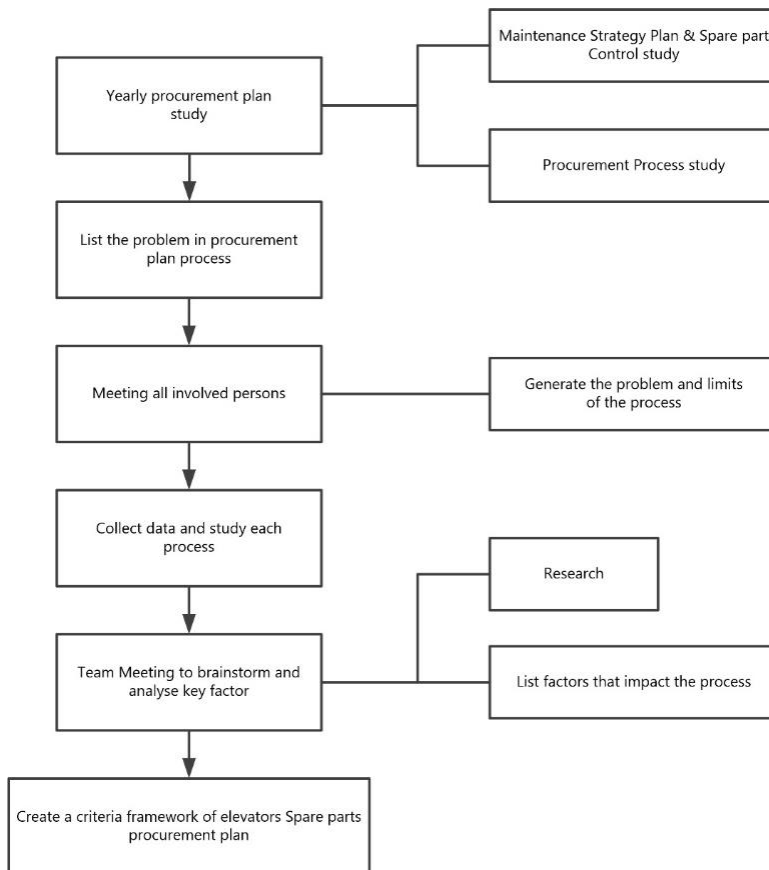 Maintenance Strategy Plan & Spare part
Control study
Yearly procurement plan
study
Procurement Process study
List the problem in procurement
plan process
Meeting all involved persons
Generate the problem and limits
of the process
Collect data and study each
process
Research
Team Meeting to brainstorm and
analyse key factor
List factors that impact the process
Create a criteria framework of elevators Spare parts
procurement plan